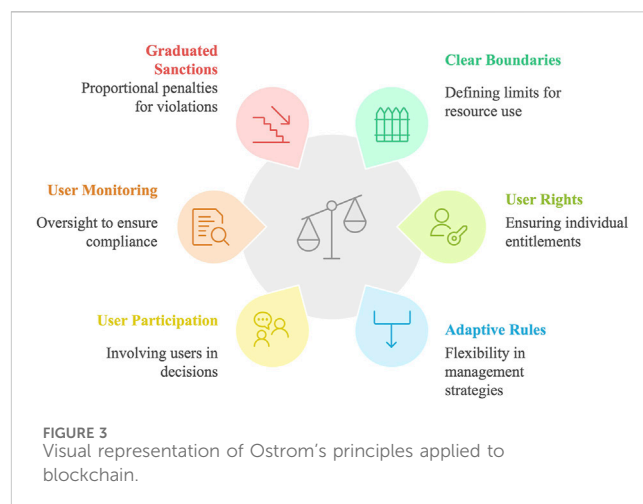 Graduated
Sanctions
Proportional penalties
for violations
Clear Boundaries
Defining limits for
resource use
User Monitoring
Oversight to ensure
compliance
User Rights
Ensuring individual
entitlements
User Participation
Involving users in
decisions
Adaptive Rules
Flexibility in
management
strategies
FIGURE 3
Visual representation of Ostrom's principles applied to
blockchain.